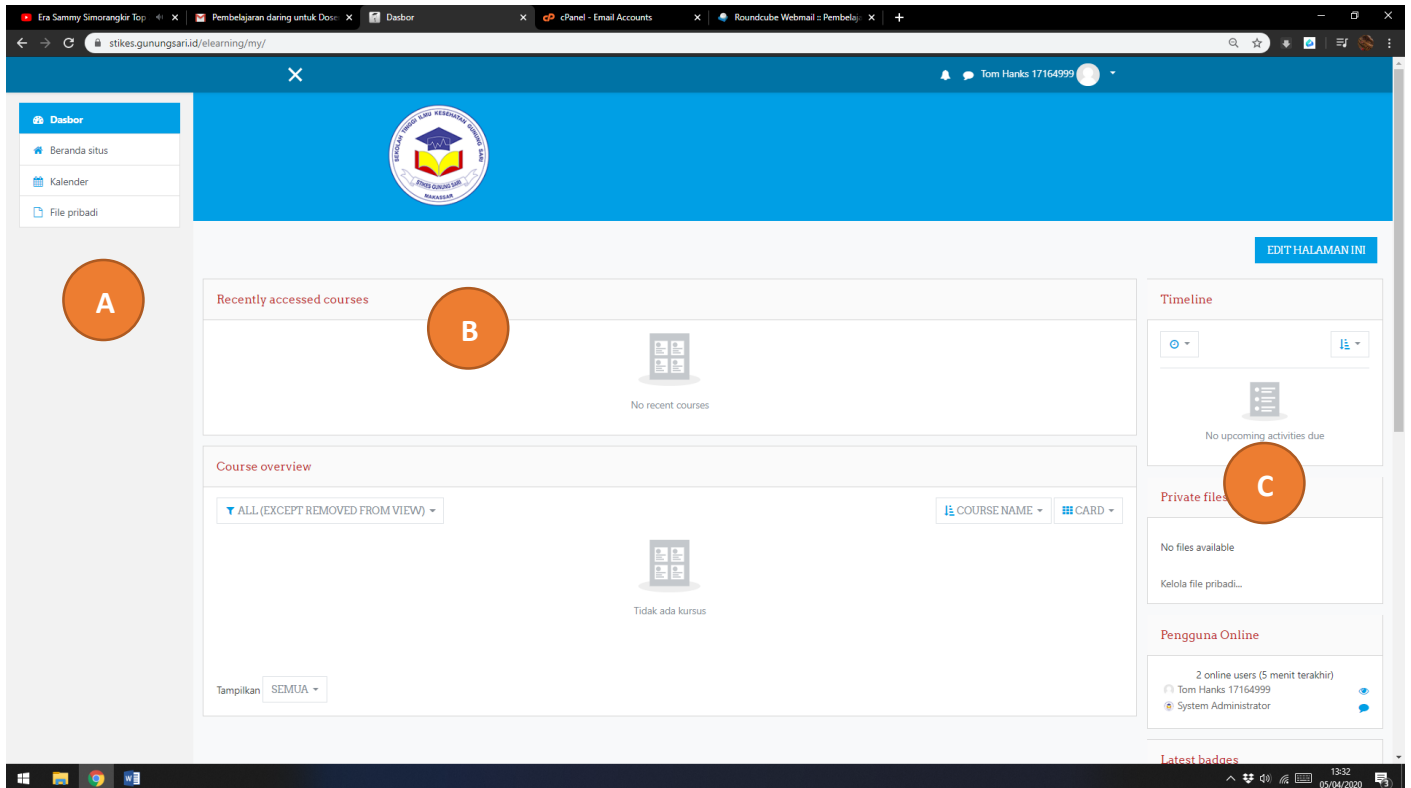 Era Sammy Simorangkir Top
Pembelajaran daring untuk Dose
Dasbor
cPanel - Email Accounts
Roundcube Webmail :: Pembelaj
stikes.gunungsari.id/elearning/my/
Tom Hanks 17164999
Dasbor
Beranda situs
Kalender
File pribadi
SEKOLAH TINGGI ILMU KESEHATAN GUNUNG SARI
STIKES GUNUNG SARI
MAKASSAR
EDIT HALAMAN INI
A
Recently accessed courses
B
No recent courses
Timeline
No upcoming activities due
Course overview
ALL (EXCEPT REMOVED FROM VIEW)
COURSE NAME
CARD
Tidak ada kursus
Tampilkan SEMUA
C
Private files
No files available
Kelola file pribadi...
Pengguna Online
2 online users (5 menit terakhir)
Tom Hanks 17164999
System Administrator
Latest badges
13:32
05/04/2020
3